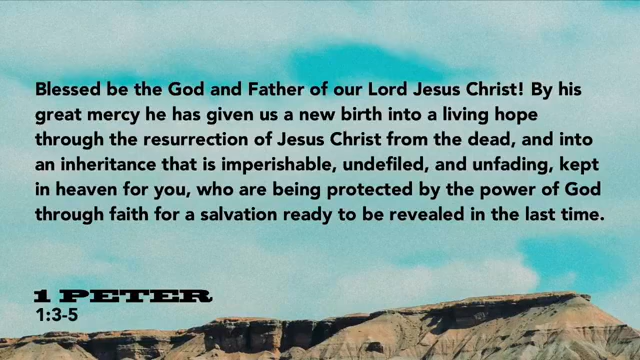 Blessed be the God and Father of our Lord Jesus Christ! By his
great mercy he has given us a new birth into a living hope
through the resurrection of Jesus Christ from the dead, and into
an inheritance that is imperishable, undefiled, and unfading, kept
in heaven for you, who are being protected by the power of God
through faith for a salvation ready to be revealed in the last time.
1 PETER
1:3-5